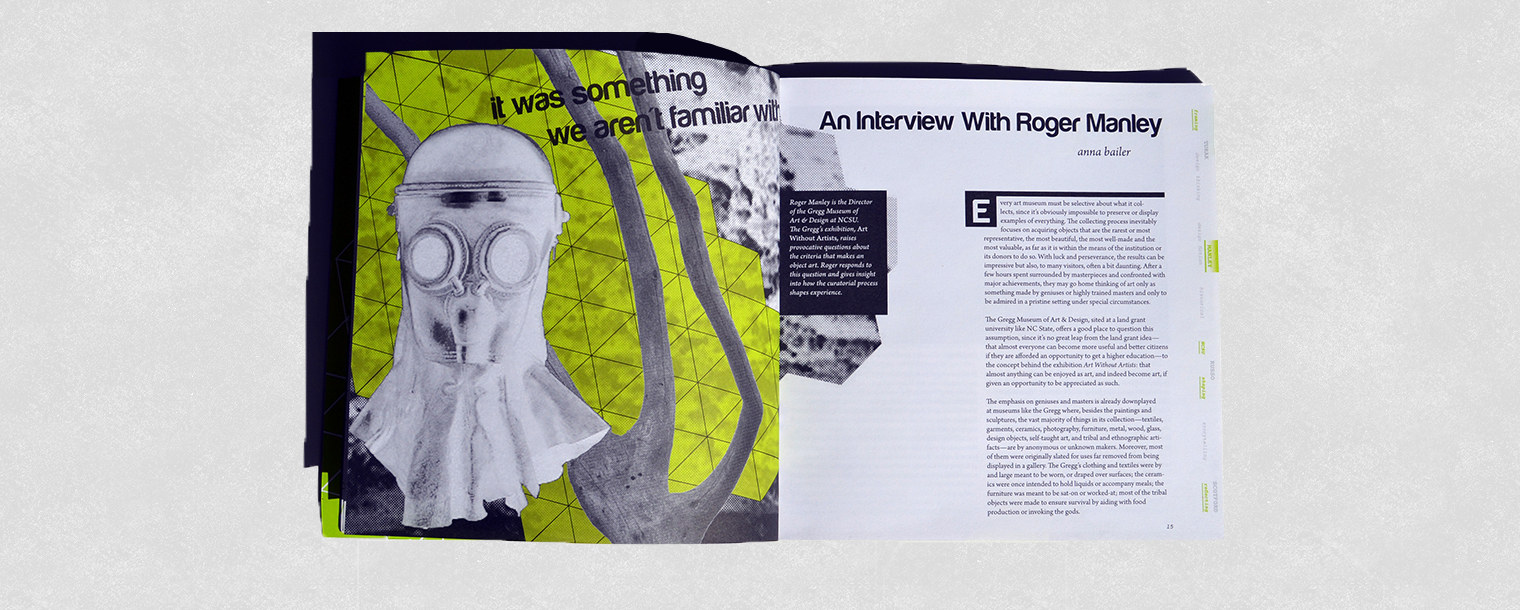 it was something
we aren't familiar with
An Interview With Roger Manley
anna bailer
Roger Manley is the Director
of the Gregg Museum of
Art & Design at NCSU.
The Gregg's exhibition, Art
Without Artists, raises
provocative questions about
the criteria that makes an
object art. Roger responds to
this question and gives insight
into how the curatorial process
shapes experience.
Every art museum must be selective about what it col-
lects, since it's obviously impossible to preserve or display
examples of everything. The collecting process inevitably
focuses on acquiring objects that are the rarest or most
representative, the most beautiful, the most well-made and the
most valuable, as far as it is within the means of the institution or
its donors to do so. With luck and perseverance, the results can be
impressive but also, to many visitors, often a bit daunting. After a
few hours spent surrounded by masterpieces and confronted with
major achievements, they may go home thinking of art only as
something made by geniuses or highly trained masters and only to
be admired in a pristine setting under special circumstances.
The Gregg Museum of Art & Design, sited at a land grant
university like NC State, offers a good place to question this
assumption, since it's no great leap from the land grant idea—
that almost everyone can become more useful and better citizens
if they are afforded an opportunity to get a higher education—to
the concept behind the exhibition Art Without Artists: that
almost anything can be enjoyed as art, and indeed become art, if
given an opportunity to be appreciated as such.
The emphasis on geniuses and masters is already downplayed
at museums like the Gregg where, besides the paintings and
sculptures, the vast majority of things in its collection—textiles,
garments, ceramics, photography, furniture, metal, wood, glass,
design objects, self-taught art, and tribal and ethnographic arti-
facts—are by anonymous or unknown makers. Moreover, most
of them were originally slated for uses far removed from being
displayed in a gallery. The Gregg's clothing and textiles were by
and large meant to be worn, or draped over surfaces; the ceram-
ics were once intended to hold liquids or accompany meals; the
furniture was meant to be sat-on or worked-at; most of the tribal
objects were made to ensure survival by aiding with food
production or invoking the gods.
15
MANLEY